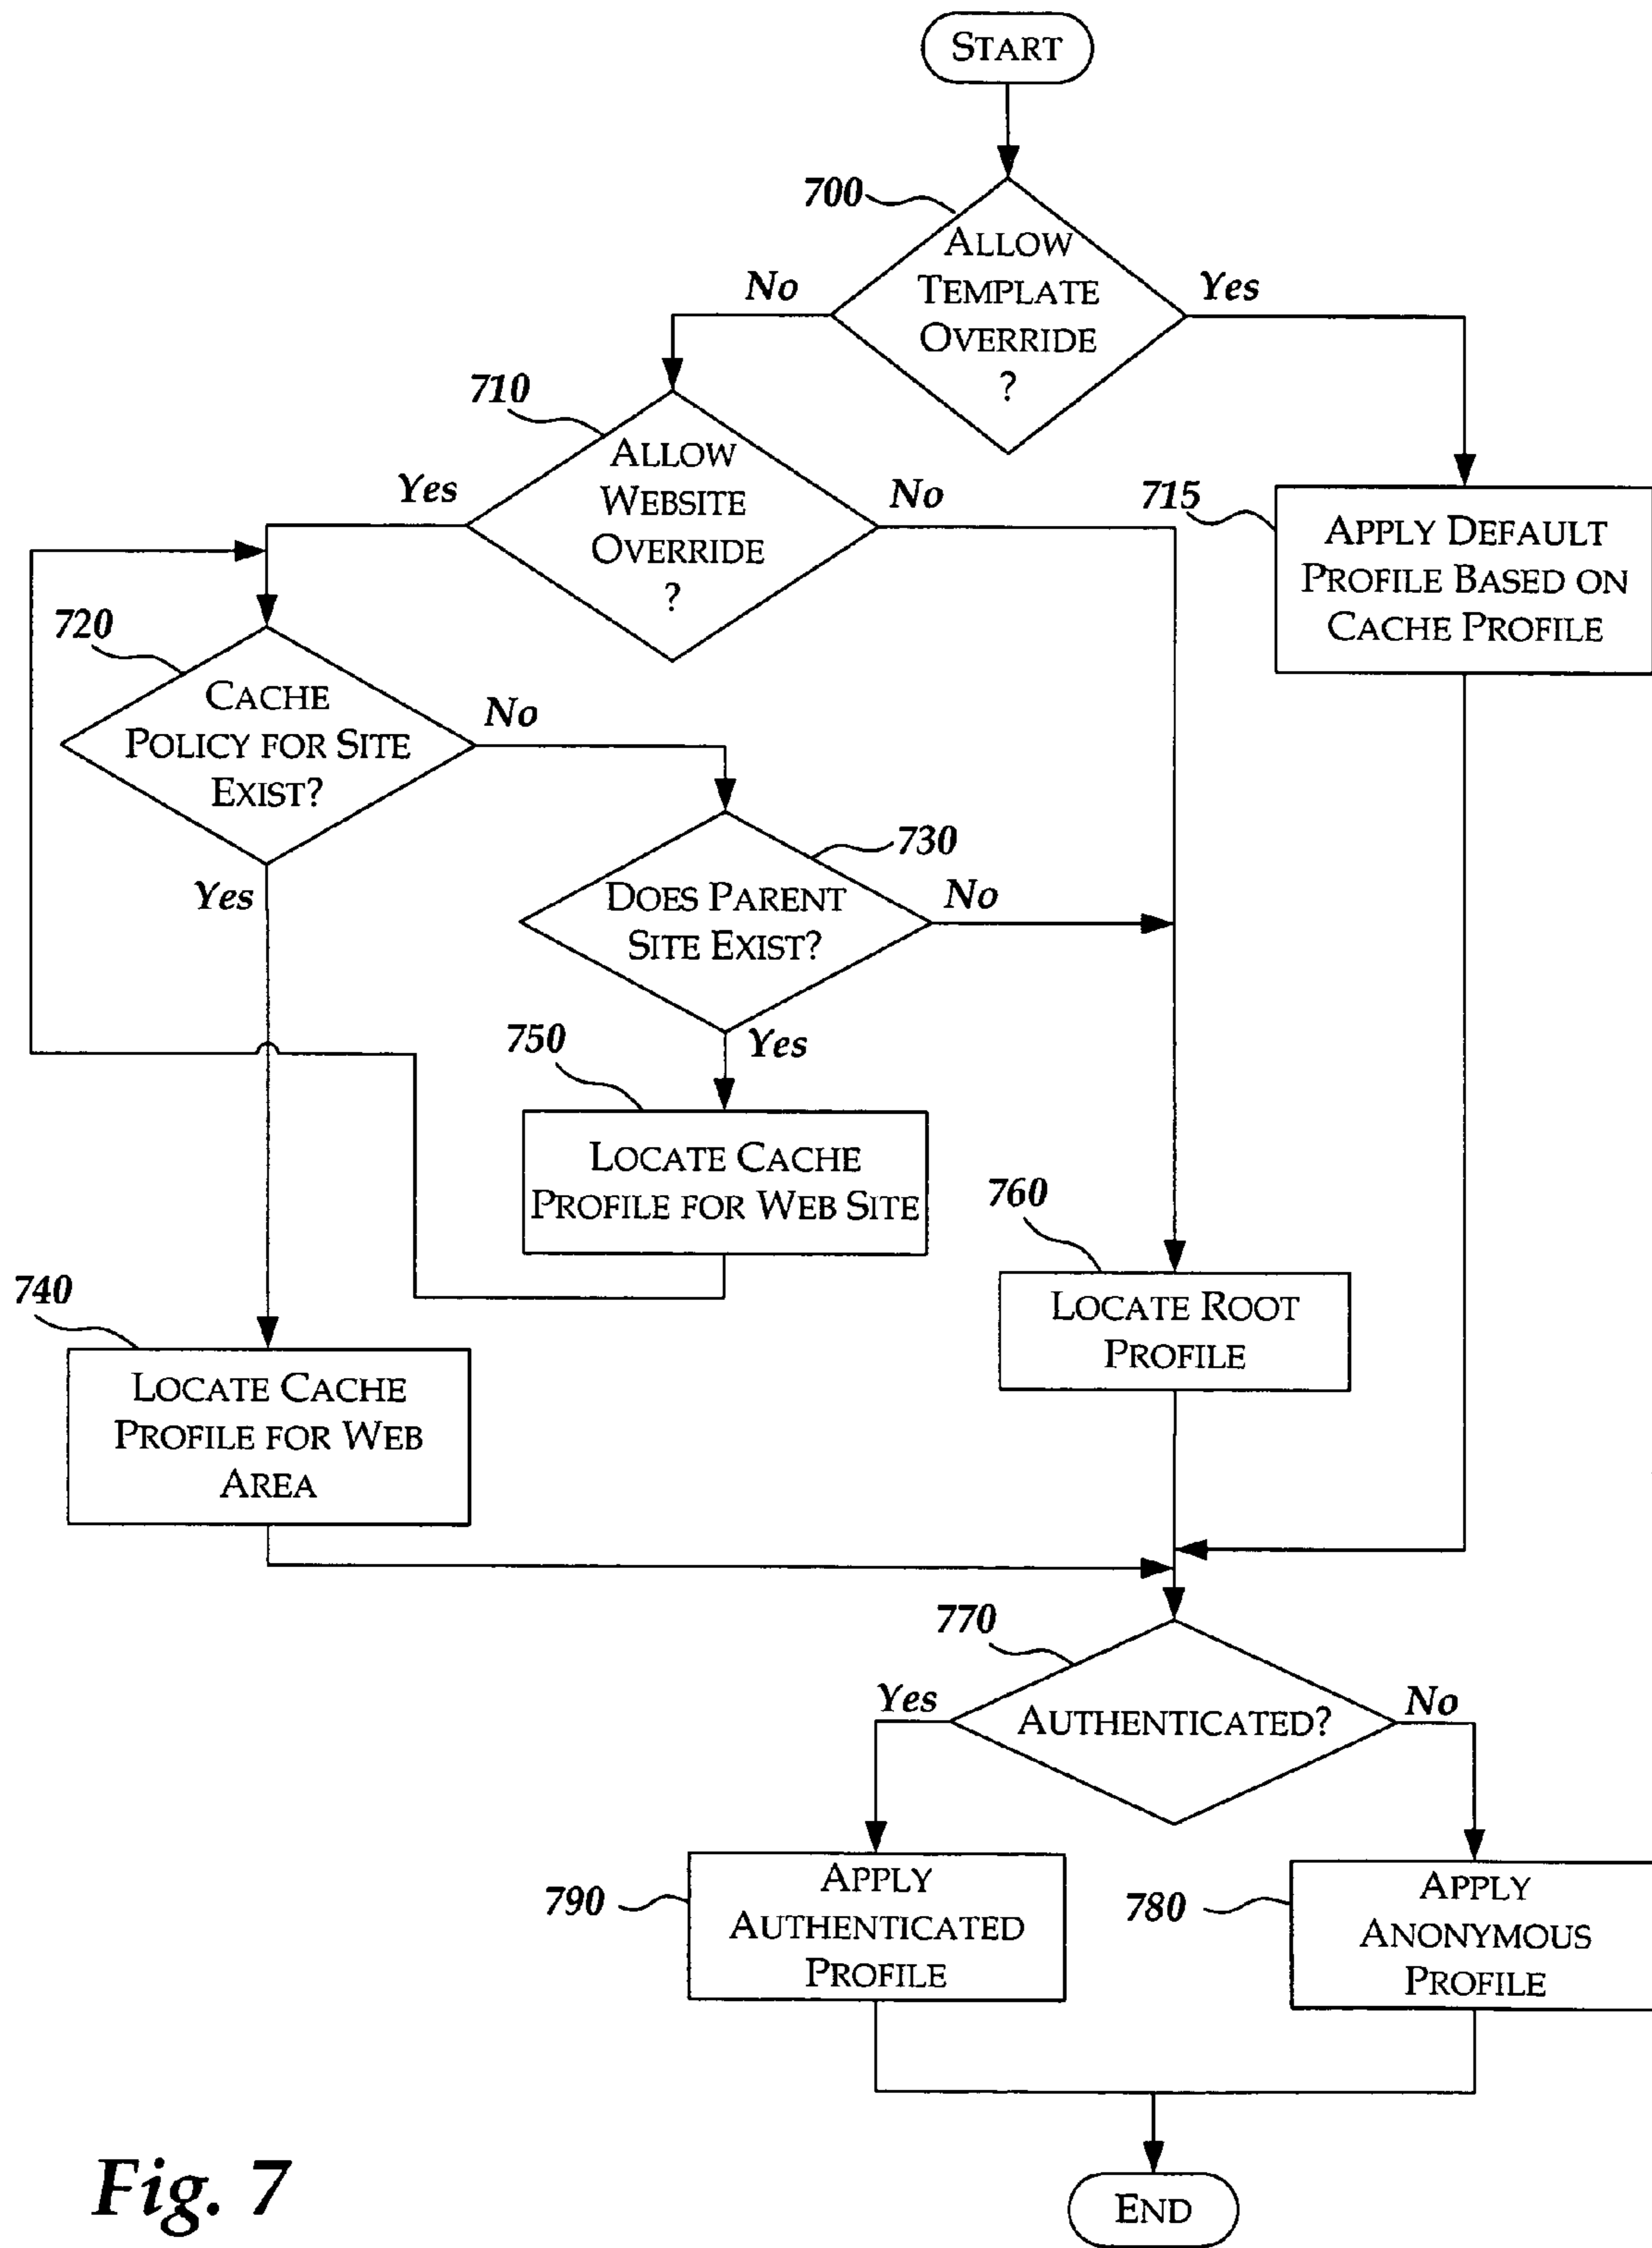 START
700
ALLOW
TEMPLATE
OVERRIDE
?
No
Yes
710
ALLOW
WEBSITE
OVERRIDE
?
Yes
No
715
APPLY DEFAULT
PROFILE BASED ON
CACHE PROFILE
720
CACHE
POLICY FOR SITE
EXIST?
No
Yes
730
DOES PARENT
SITE EXIST?
No
Yes
750
LOCATE CACHE
PROFILE FOR WEB SITE
760
LOCATE ROOT
PROFILE
740
LOCATE CACHE
PROFILE FOR WEB
AREA
770
AUTHENTICATED?
Yes
No
790
APPLY
AUTHENTICATED
PROFILE
780
APPLY
ANONYMOUS
PROFILE
END
Fig. 7